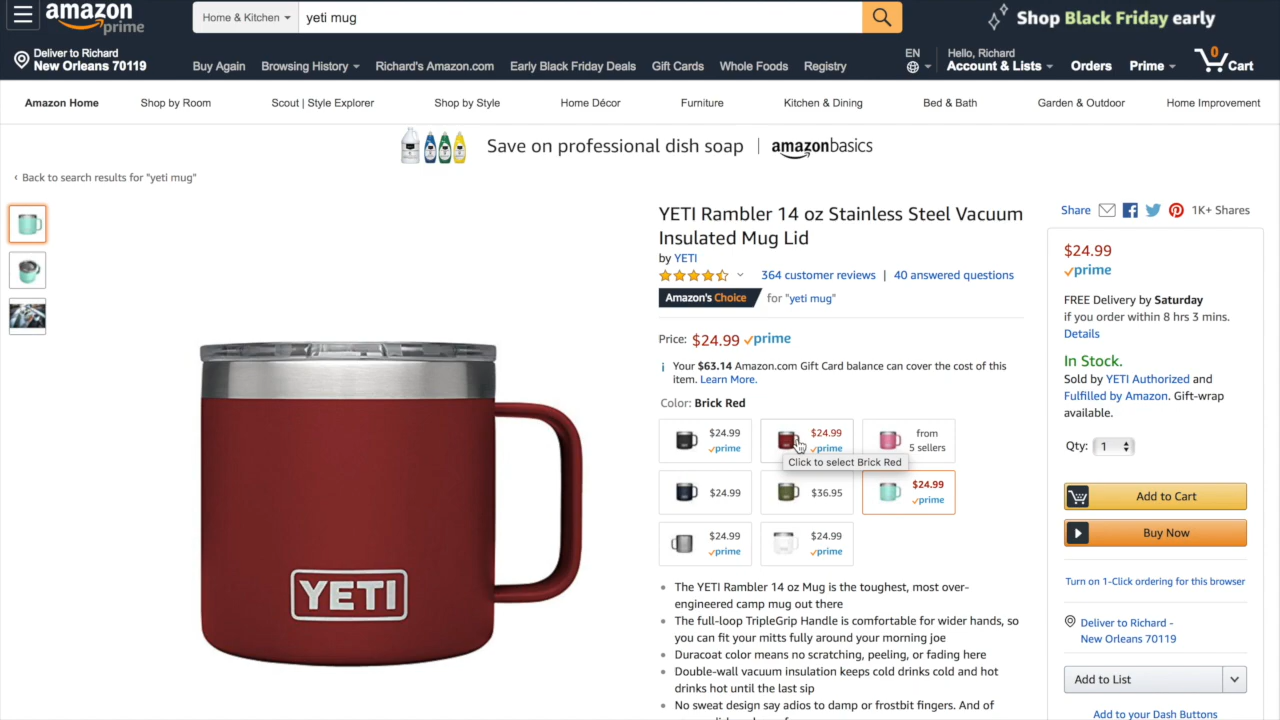 amazon
prime
Home & Kitchen
yeti mug
Shop Black Friday early
Deliver to Richard
New Orleans 70119
Buy Again
Browsing History
Richard's Amazon.com
Early Black Friday Deals
Gift Cards
Whole Foods
Registry
EN
Hello, Richard
Account & Lists
Orders
Prime
0
Cart
Amazon Home
Shop by Room
Scout | Style Explorer
Shop by Style
Home Décor
Furniture
Kitchen & Dining
Bed & Bath
Garden & Outdoor
Home Improvement
Save on professional dish soap | amazonbasics
‹ Back to search results for "yeti mug"
YETI
YETI Rambler 14 oz Stainless Steel Vacuum
Insulated Mug Lid
by YETI
364 customer reviews | 40 answered questions
Amazon's Choice for "yeti mug"
Price: $24.99 prime
Your $63.14 Amazon.com Gift Card balance can cover the cost of this
item. Learn More.
Color: Brick Red
$24.99
prime
$24.99
prime
from
5 sellers
Click to select Brick Red
$24.99
$36.95
$24.99
prime
$24.99
prime
$24.99
prime
• The YETI Rambler 14 oz Mug is the toughest, most over-
engineered camp mug out there
• The full-loop TripleGrip Handle is comfortable for wider hands, so
you can fit your mitts fully around your morning joe
• Duracoat color means no scratching, peeling, or fading here
• Double-wall vacuum insulation keeps cold drinks cold and hot
drinks hot until the last sip
• No sweat design say adios to damp or frostbit fingers. And of
Share
1K+ Shares
$24.99
prime
FREE Delivery by Saturday
if you order within 8 hrs 3 mins.
Details
In Stock.
Sold by YETI Authorized and
Fulfilled by Amazon. Gift-wrap
available.
Qty: 1
Add to Cart
Buy Now
Turn on 1-Click ordering for this browser
Deliver to Richard -
New Orleans 70119
Add to List
Add to your Dash Buttons